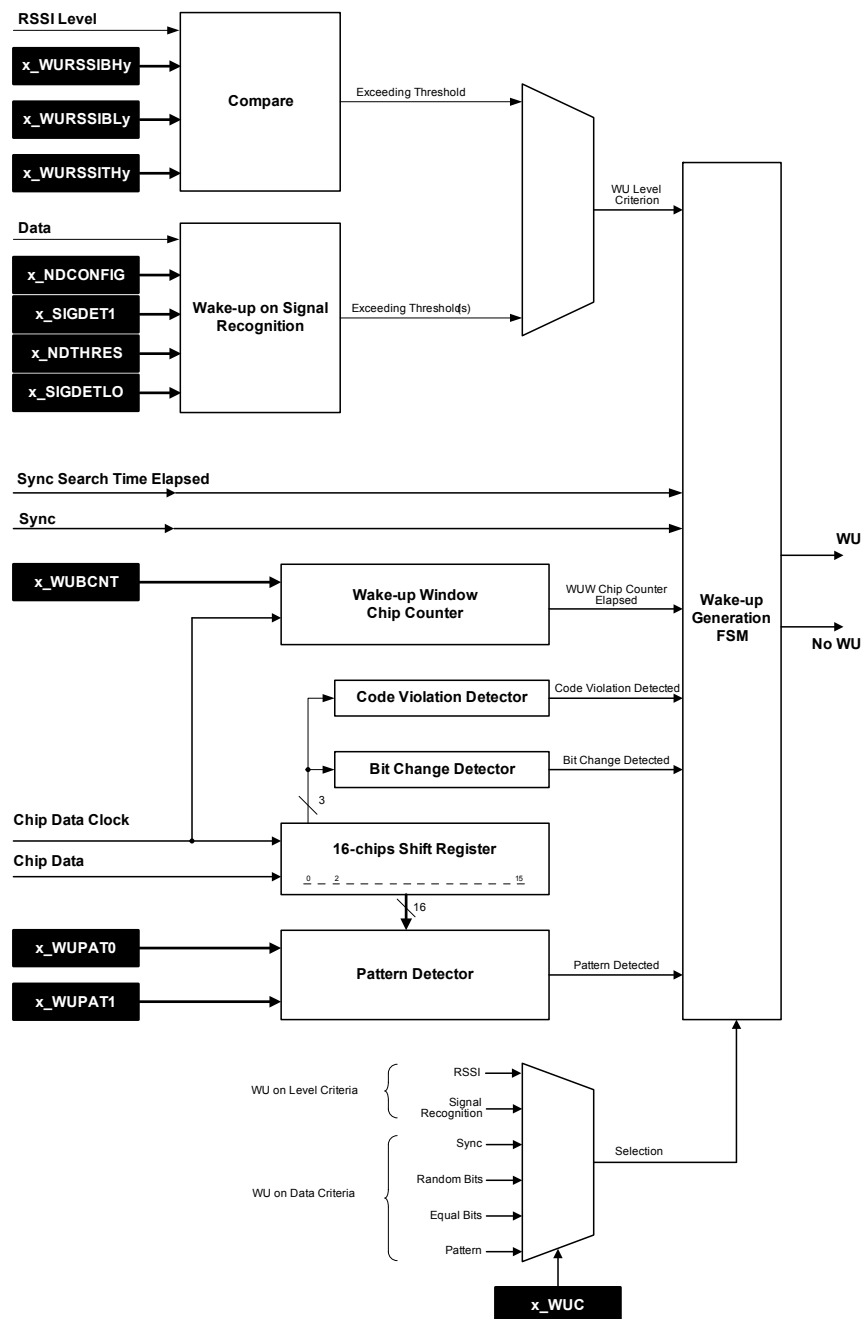 RSSI Level
x_WURSSIBHy
x_WURSSIBLy
x_WURSSITHy
Compare
Exceeding Threshold
WU Level
Criterion
Data
x_NDCONFIG
x_SIGDET1
x_NDTHRES
x_SIGDETLO
Wake-up on Signal
Recognition
Exceeding Threshold(s)
Sync Search Time Elapsed
Sync
x_WUBCNT
Wake-up Window
Chip Counter
WUW Chip Counter
Elapsed
Wake-up
Generation
FSM
WU
No WU
Code Violation Detector
Code Violation Detected
Bit Change Detector
Bit Change Detected
3
Chip Data Clock
Chip Data
16-chips Shift Register
0 2 15
16
x_WUPAT0
x_WUPAT1
Pattern Detector
Pattern Detected
WU on Level Criteria
RSSI
Signal
Recognition
WU on Data Criteria
Sync
Random Bits
Equal Bits
Pattern
Selection
x_WUC